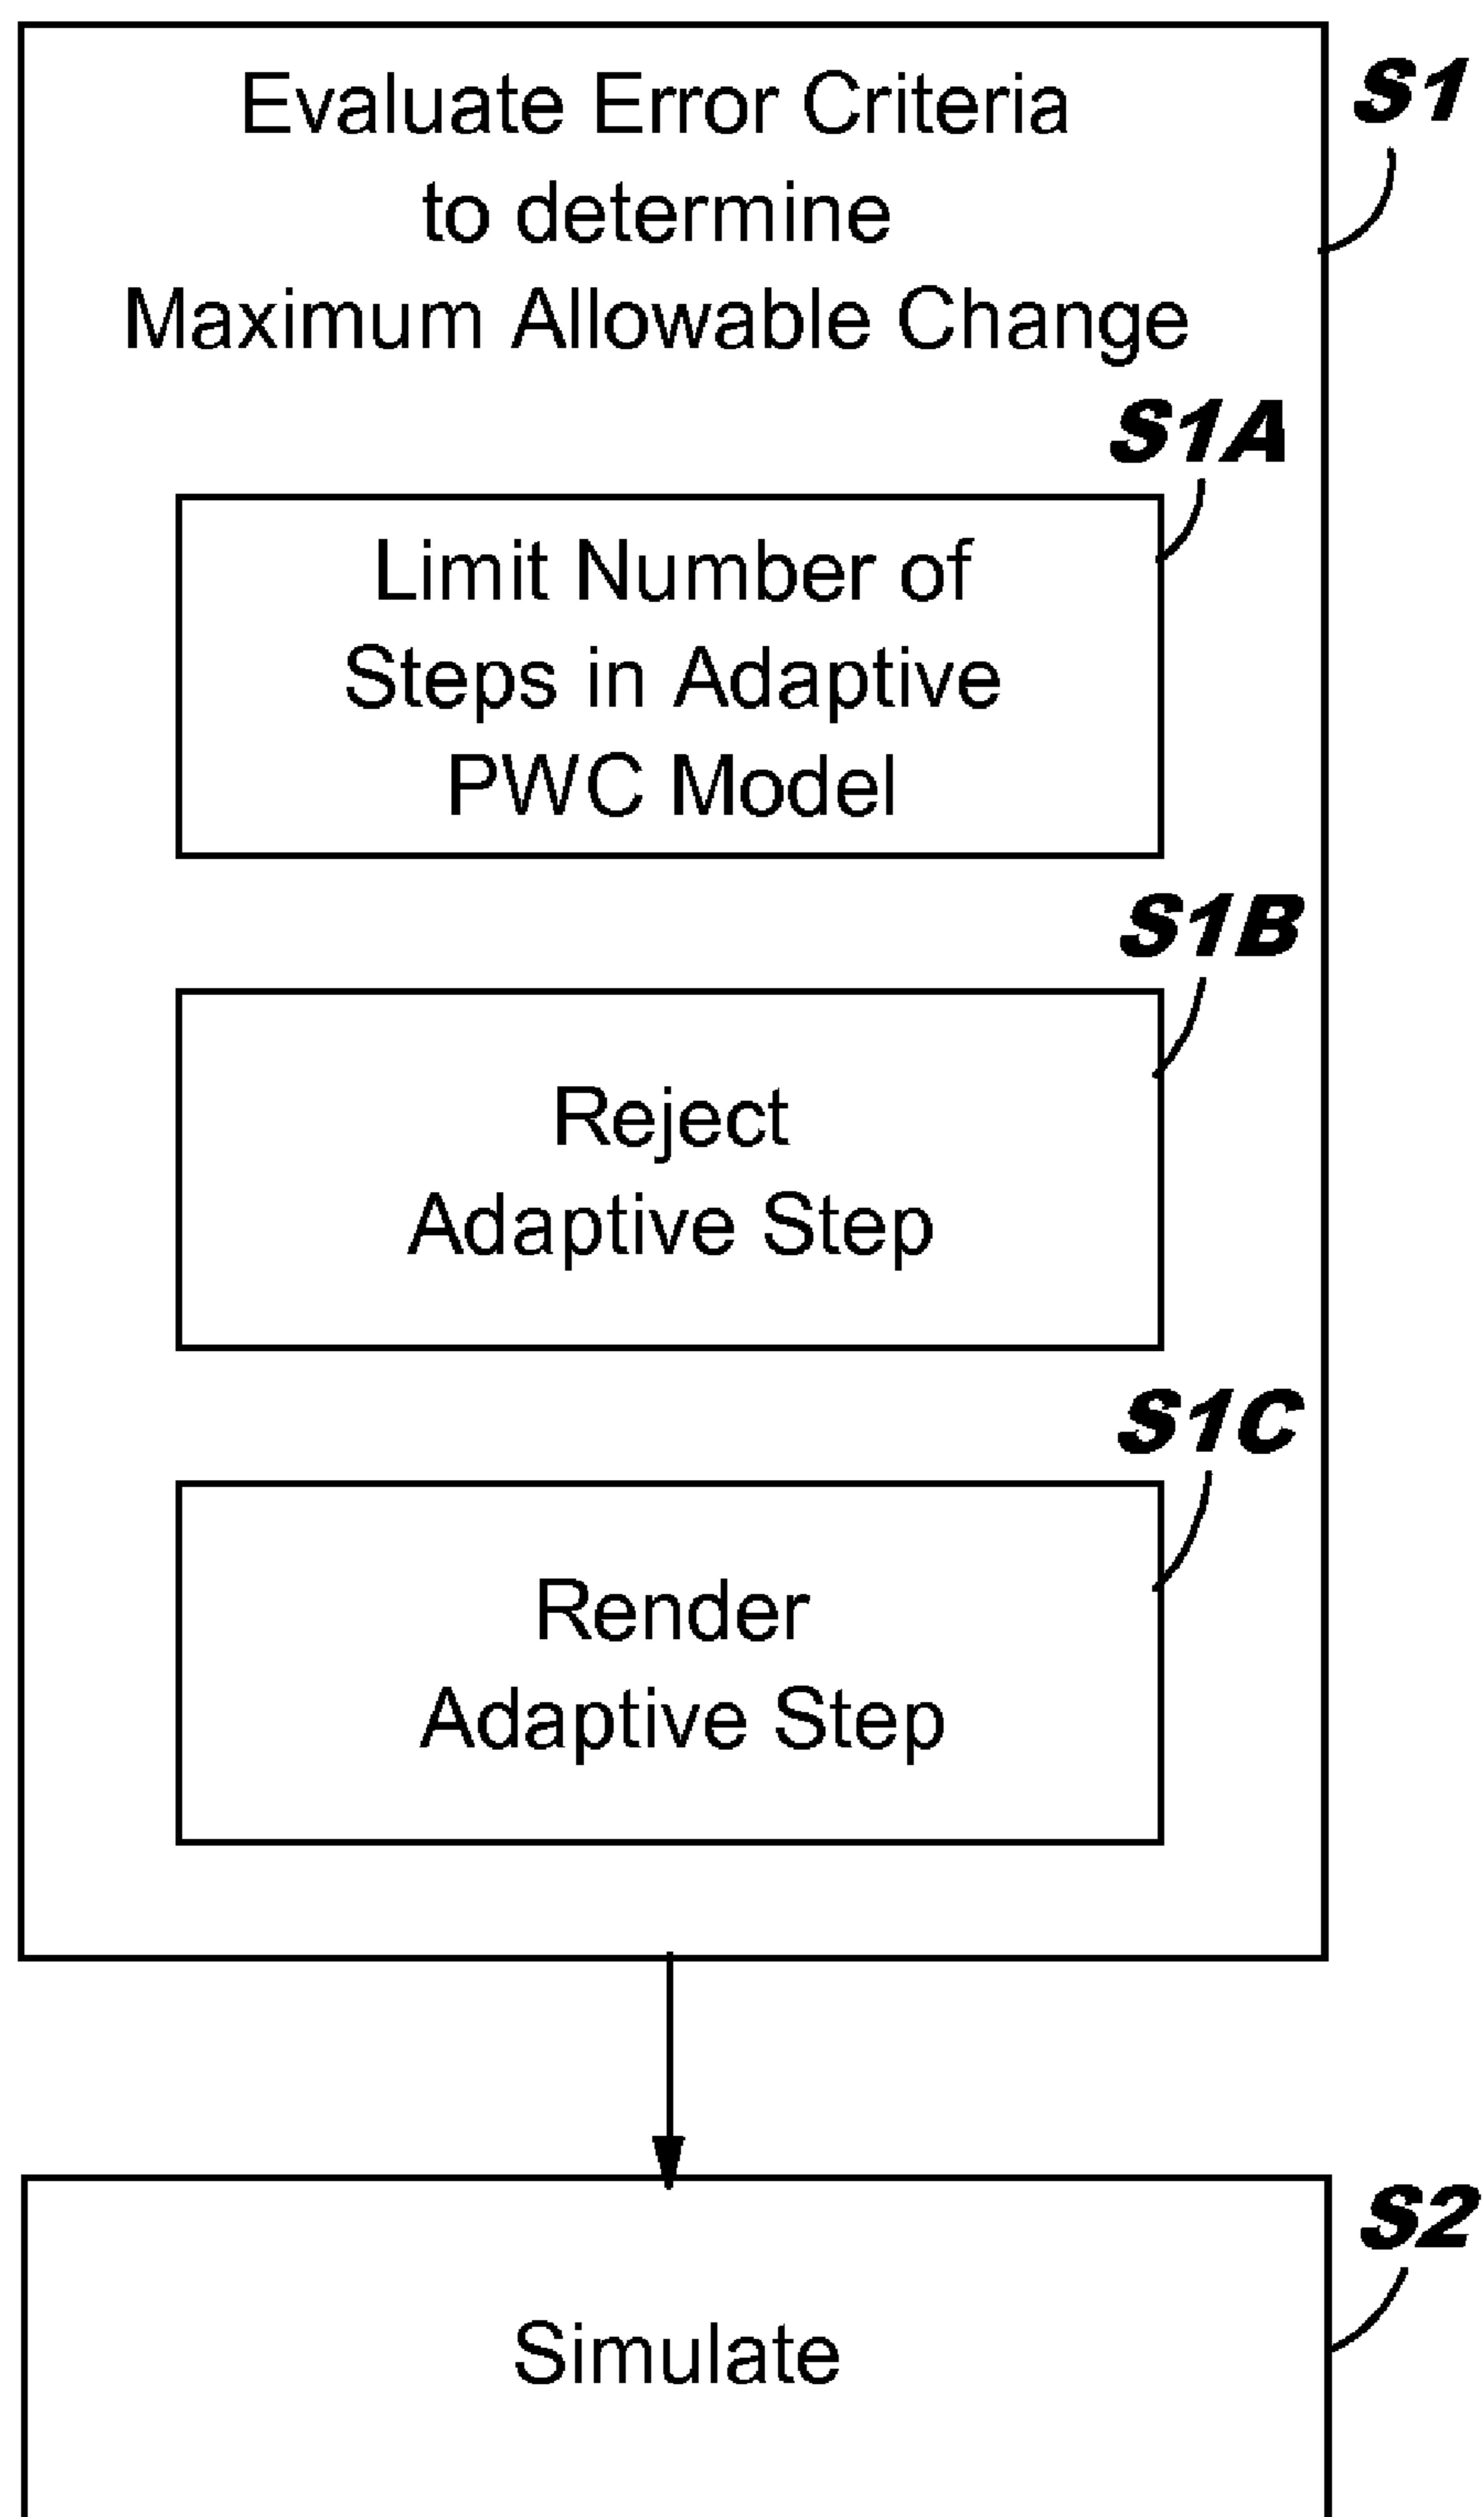 Evaluate Error Criteria
S1
to determine
Maximum Allowable Change
S1A
Limit Number of
Steps in Adaptive
PWC Model
S1B
Reject
Adaptive Step
S1C
Render
Adaptive Step
S2
Simulate